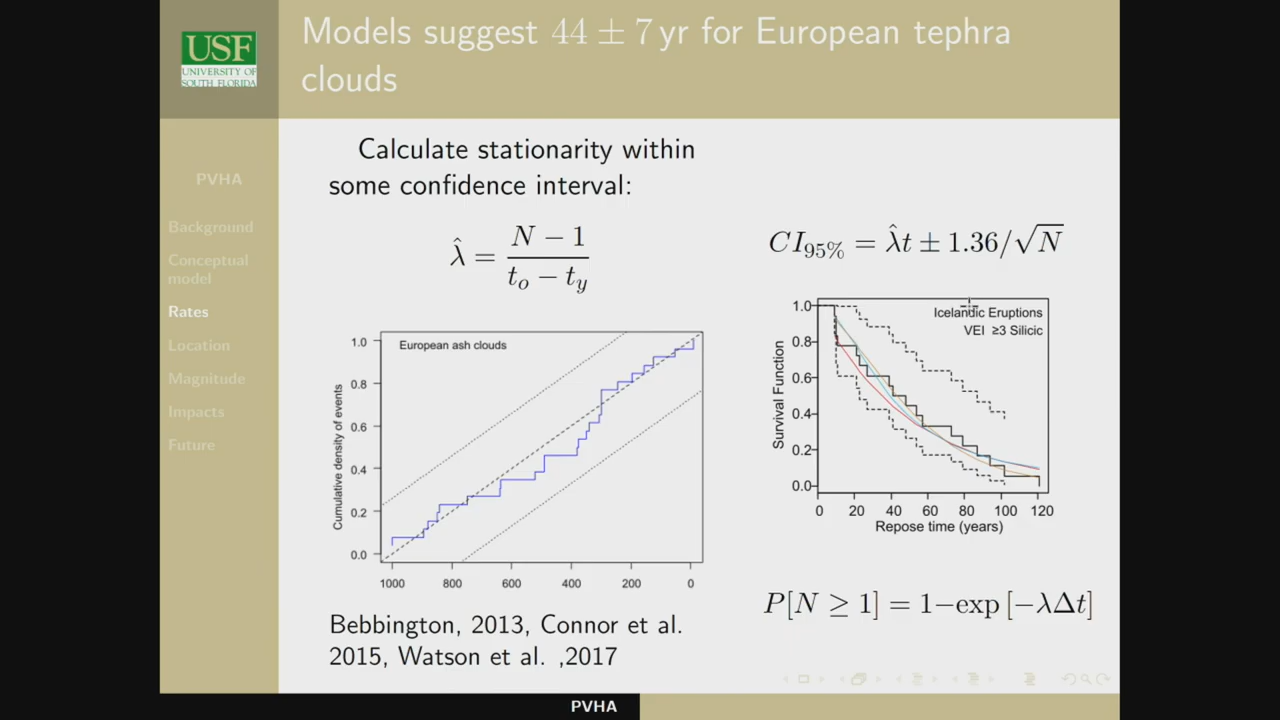 Models suggest 44 ± 7 yr for European tephra
clouds
USF
UNIVERSITY OF
SOUTH FLORIDA
PVHA
Background
Conceptual
model
Rates
Location
Magnitude
Impacts
Future
Calculate stationarity within
some confidence interval:
λ̂ = (N − 1) / (t_o − t_y)
European ash clouds
Cumulative density of events
1.0
0.8
0.6
0.4
0.2
0.0
1000 800 600 400 200 0
Bebbington, 2013, Connor et al.
2015, Watson et al. ,2017
CI_95% = λ̂t ± 1.36/√N
Icelandic Eruptions
VEI ≥3 Silicic
Survival Function
1.0
0.8
0.6
0.4
0.2
0.0
0 20 40 60 80 100 120
Repose time (years)
P[N ≥ 1] = 1−exp [−λΔt]
PVHA